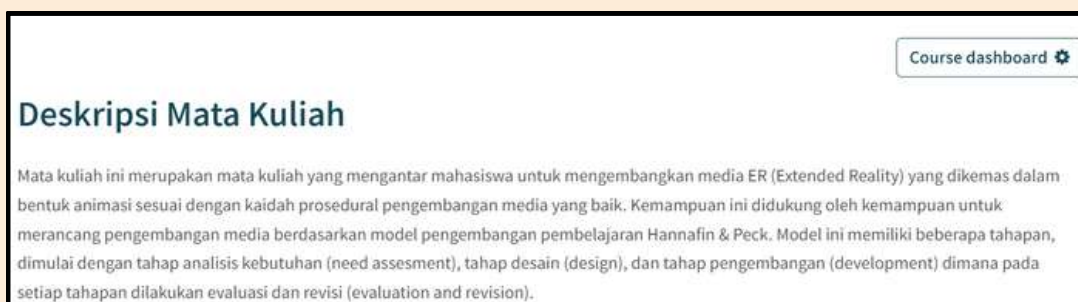 Course dashboard
Deskripsi Mata Kuliah
Mata kuliah ini merupakan mata kuliah yang mengantar mahasiswa untuk mengembangkan media ER (Extended Reality) yang dikemas dalam
bentuk animasi sesuai dengan kaidah prosedural pengembangan media yang baik. Kemampuan ini didukung oleh kemampuan untuk
merancang pengembangan media berdasarkan model pengembangan pembelajaran Hannafin & Peck. Model ini memiliki beberapa tahapan,
dimulai dengan tahap analisis kebutuhan (need assesment), tahap desain (design), dan tahap pengembangan (development) dimana pada
setiap tahapan dilakukan evaluasi dan revisi (evaluation and revision).